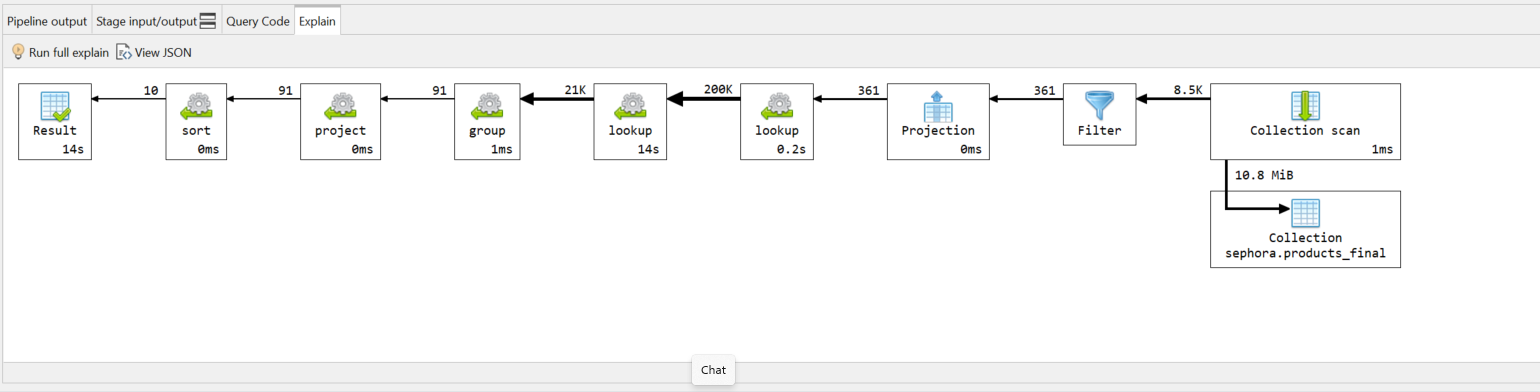 Pipeline output Stage input/output Query Code Explain
Run full explain View JSON
10 91 91 21K 200K 361 361 8.5K
Result sort project group lookup lookup Projection Filter Collection scan
14s 0ms 0ms 1ms 14s 0.2s 0ms 1ms
10.8 MiB
Collection
sephora.products_final
Chat